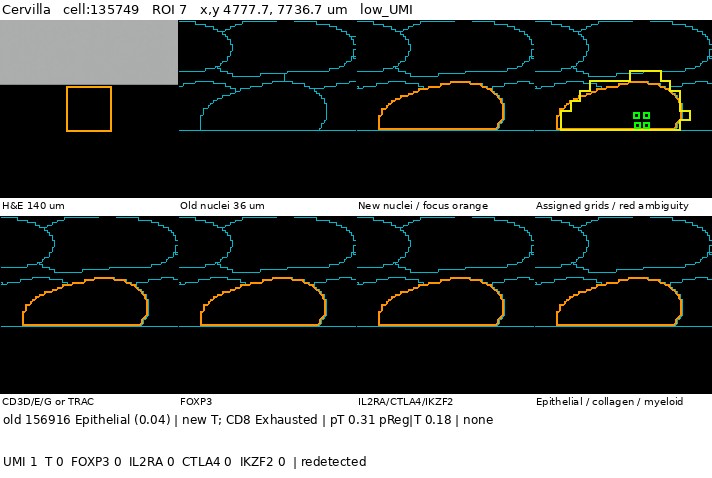 Cervilla cell:135749 ROI 7 x,y 4777.7, 7736.7 um low_UMI
H&E 140 um
Old nuclei 36 um
New nuclei / focus orange
Assigned grids / red ambiguity
CD3D/E/G or TRAC
FOXP3
IL2RA/CTLA4/IKZF2
Epithelial / collagen / myeloid
old 156916 Epithelial (0.04) | new T; CD8 Exhausted | pT 0.31 pReg|T 0.18 | none
UMI 1 T 0 FOXP3 0 IL2RA 0 CTLA4 0 IKZF2 0 | redetected